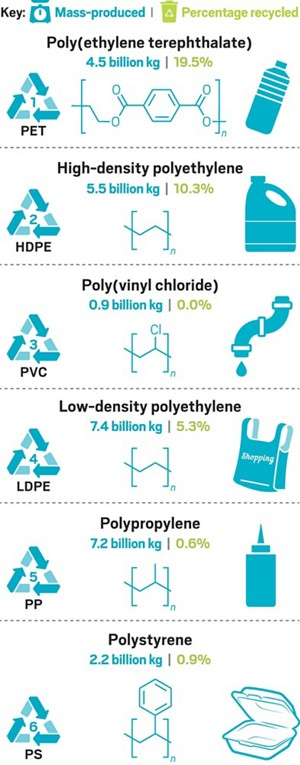 Key: Mass-produced | Percentage recycled
Poly(ethylene terephthalate)
4.5 billion kg | 19.5%
1
PET
O
O
O
O
n
High-density polyethylene
5.5 billion kg | 10.3%
2
HDPE
n
Poly(vinyl chloride)
0.9 billion kg | 0.0%
3
PVC
Cl
n
Low-density polyethylene
7.4 billion kg | 5.3%
4
LDPE
n
Shopping
Polypropylene
7.2 billion kg | 0.6%
5
PP
n
Polystyrene
2.2 billion kg | 0.9%
6
PS
n